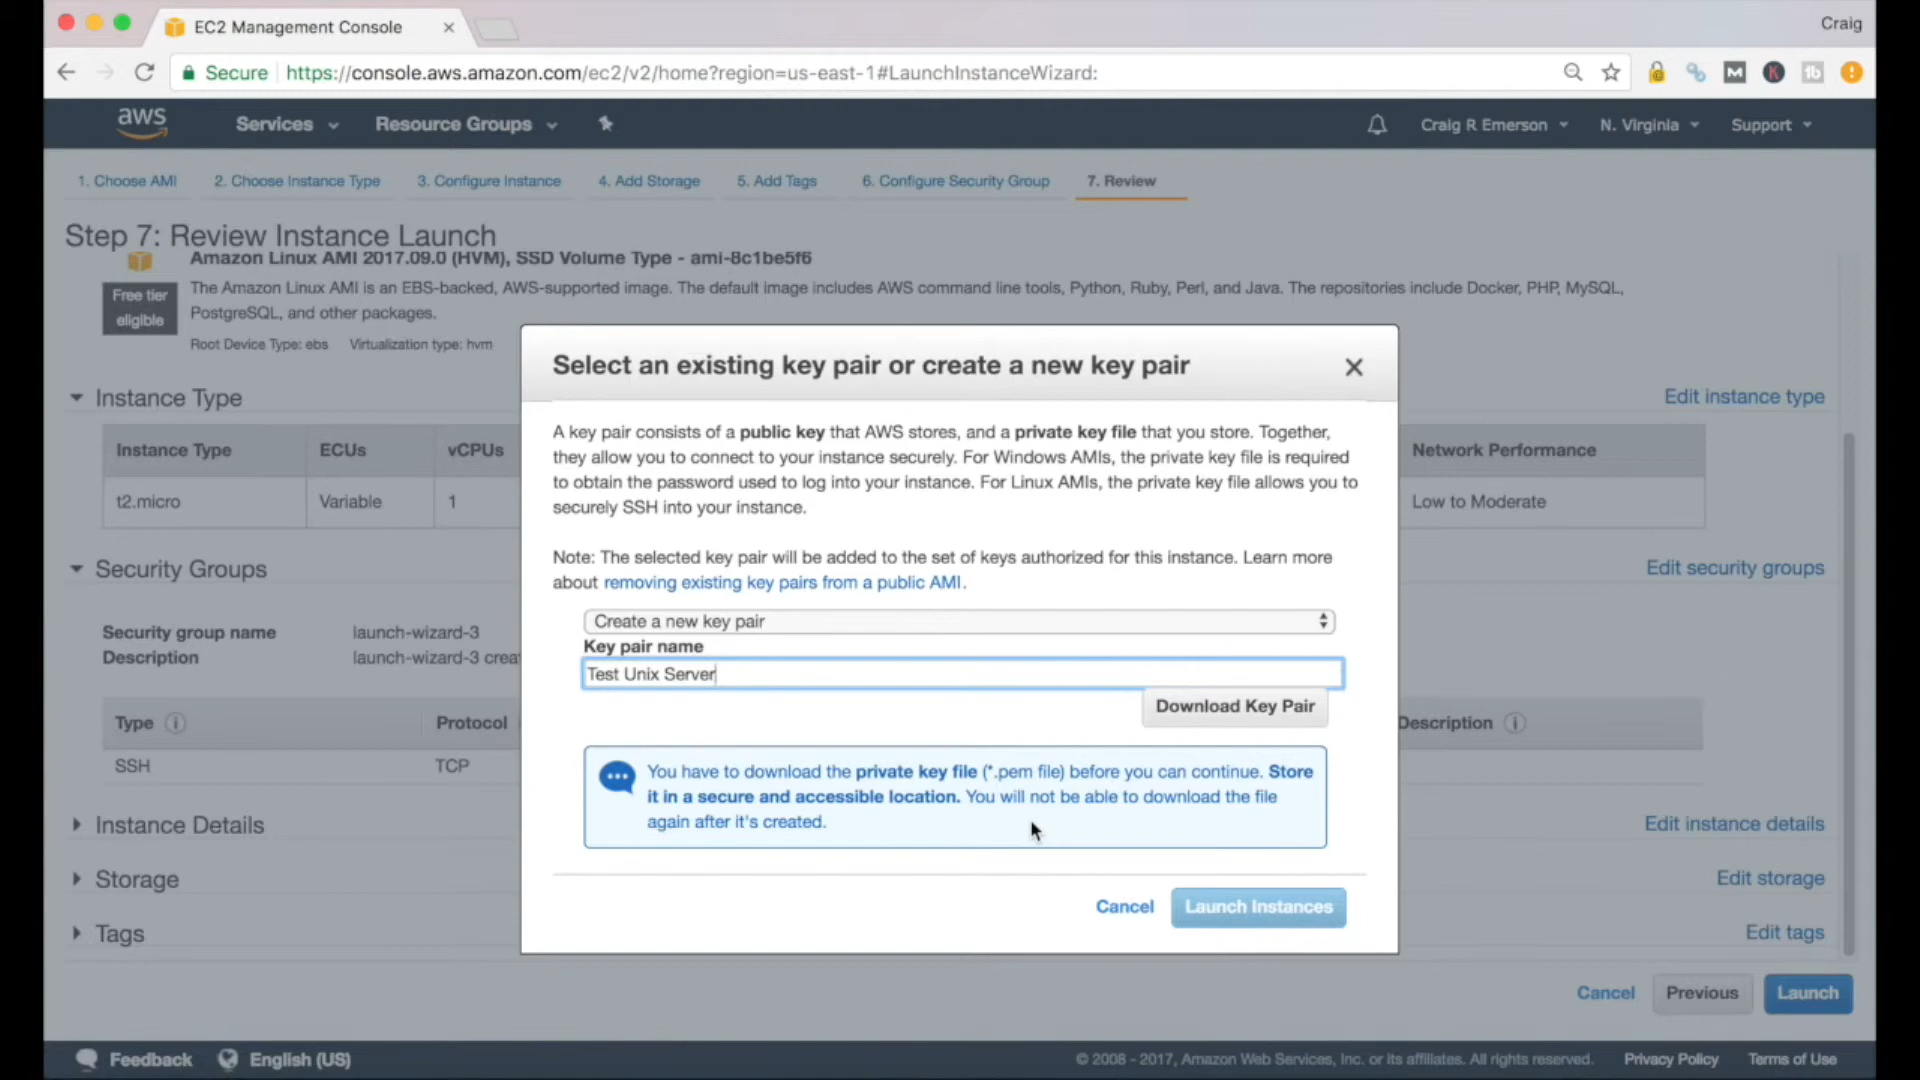 EC2 Management Console
Craig
Secure
https://console.aws.amazon.com/ec2/v2/home?region=us-east-1#LaunchInstanceWizard:
aws
Services
Resource Groups
Craig R Emerson
N. Virginia
Support
1. Choose AMI
2. Choose Instance Type
3. Configure Instance
4. Add Storage
5. Add Tags
6. Configure Security Group
7. Review
Step 7: Review Instance Launch
Amazon Linux AMI 2017.09.0 (HVM), SSD Volume Type - ami-8c1be5f6
Free tier
eligible
The Amazon Linux AMI is an EBS-backed, AWS-supported image. The default image includes AWS command line tools, Python, Ruby, Perl, and Java. The repositories include Docker, PHP, MySQL,
PostgreSQL, and other packages.
Root Device Type: ebs Virtualization type: hvm
Select an existing key pair or create a new key pair
A key pair consists of a public key that AWS stores, and a private key file that you store. Together,
they allow you to connect to your instance securely. For Windows AMIs, the private key file is required
to obtain the password used to log into your instance. For Linux AMIs, the private key file allows you to
securely SSH into your instance.
Note: The selected key pair will be added to the set of keys authorized for this instance. Learn more
about removing existing key pairs from a public AMI.
Create a new key pair
Key pair name
Test Unix Server
Download Key Pair
You have to download the private key file (*.pem file) before you can continue. Store
it in a secure and accessible location. You will not be able to download the file
again after it's created.
Cancel
Launch Instances
Instance Type
Edit instance type
Instance Type
ECUs
vCPUs
Network Performance
t2.micro
Variable
1
Low to Moderate
Security Groups
Edit security groups
Security group name
launch-wizard-3
Description
launch-wizard-3 crea
Type
Protocol
Description
SSH
TCP
Instance Details
Edit instance details
Storage
Edit storage
Tags
Edit tags
Cancel
Previous
Launch
Feedback
English (US)
© 2008 - 2017, Amazon Web Services, Inc. or its affiliates. All rights reserved.
Privacy Policy
Terms of Use